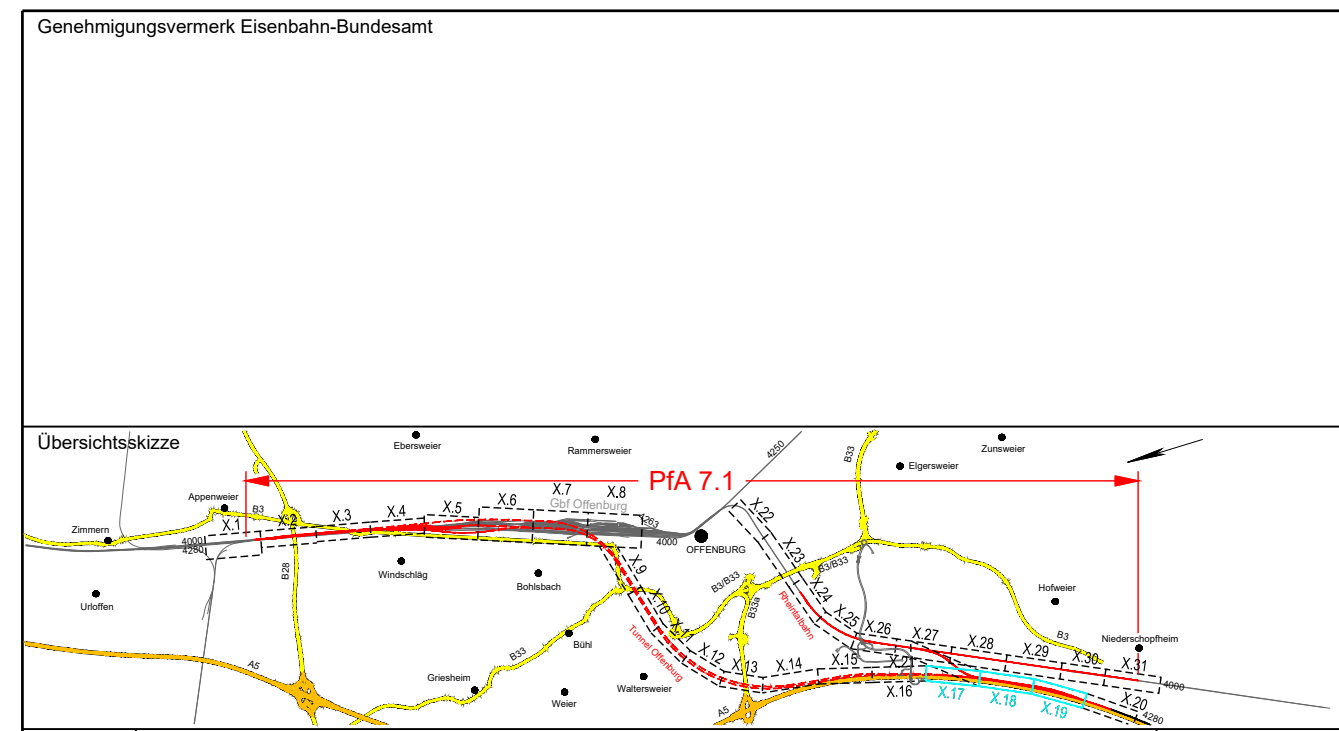 Genehmigungsvermerk Eisenbahn-Bundesamt
Übersichtsskizze
Ebersweier
Rammersweier
4250
B33
Zunsweier
Elgersweier
PfA 7.1
Appenweier
B3
Zimmern
X.1
X.2
X.3
X.4
X.5
X.6
X.7
X.8
Gbf Offenburg
4263
4000
4280
4000
OFFENBURG
X.22
X.23
X.24
X.25
X.26
X.27
X.28
X.29
X.30
X.31
B28
Windschläg
Bohlsbach
Urloffen
B3/B33
B3/B33
B33a
Rheintalbahn
Hofweier
B3
Niederschopfheim
4000
X.9
X.10
X.11
X.12
X.13
X.14
X.15
X.21
X.16
X.17
X.18
X.19
X.20
4280
Tunnel Offenburg
Bühl
B33
Griesheim
Weier
Waltersweier
A5
A5